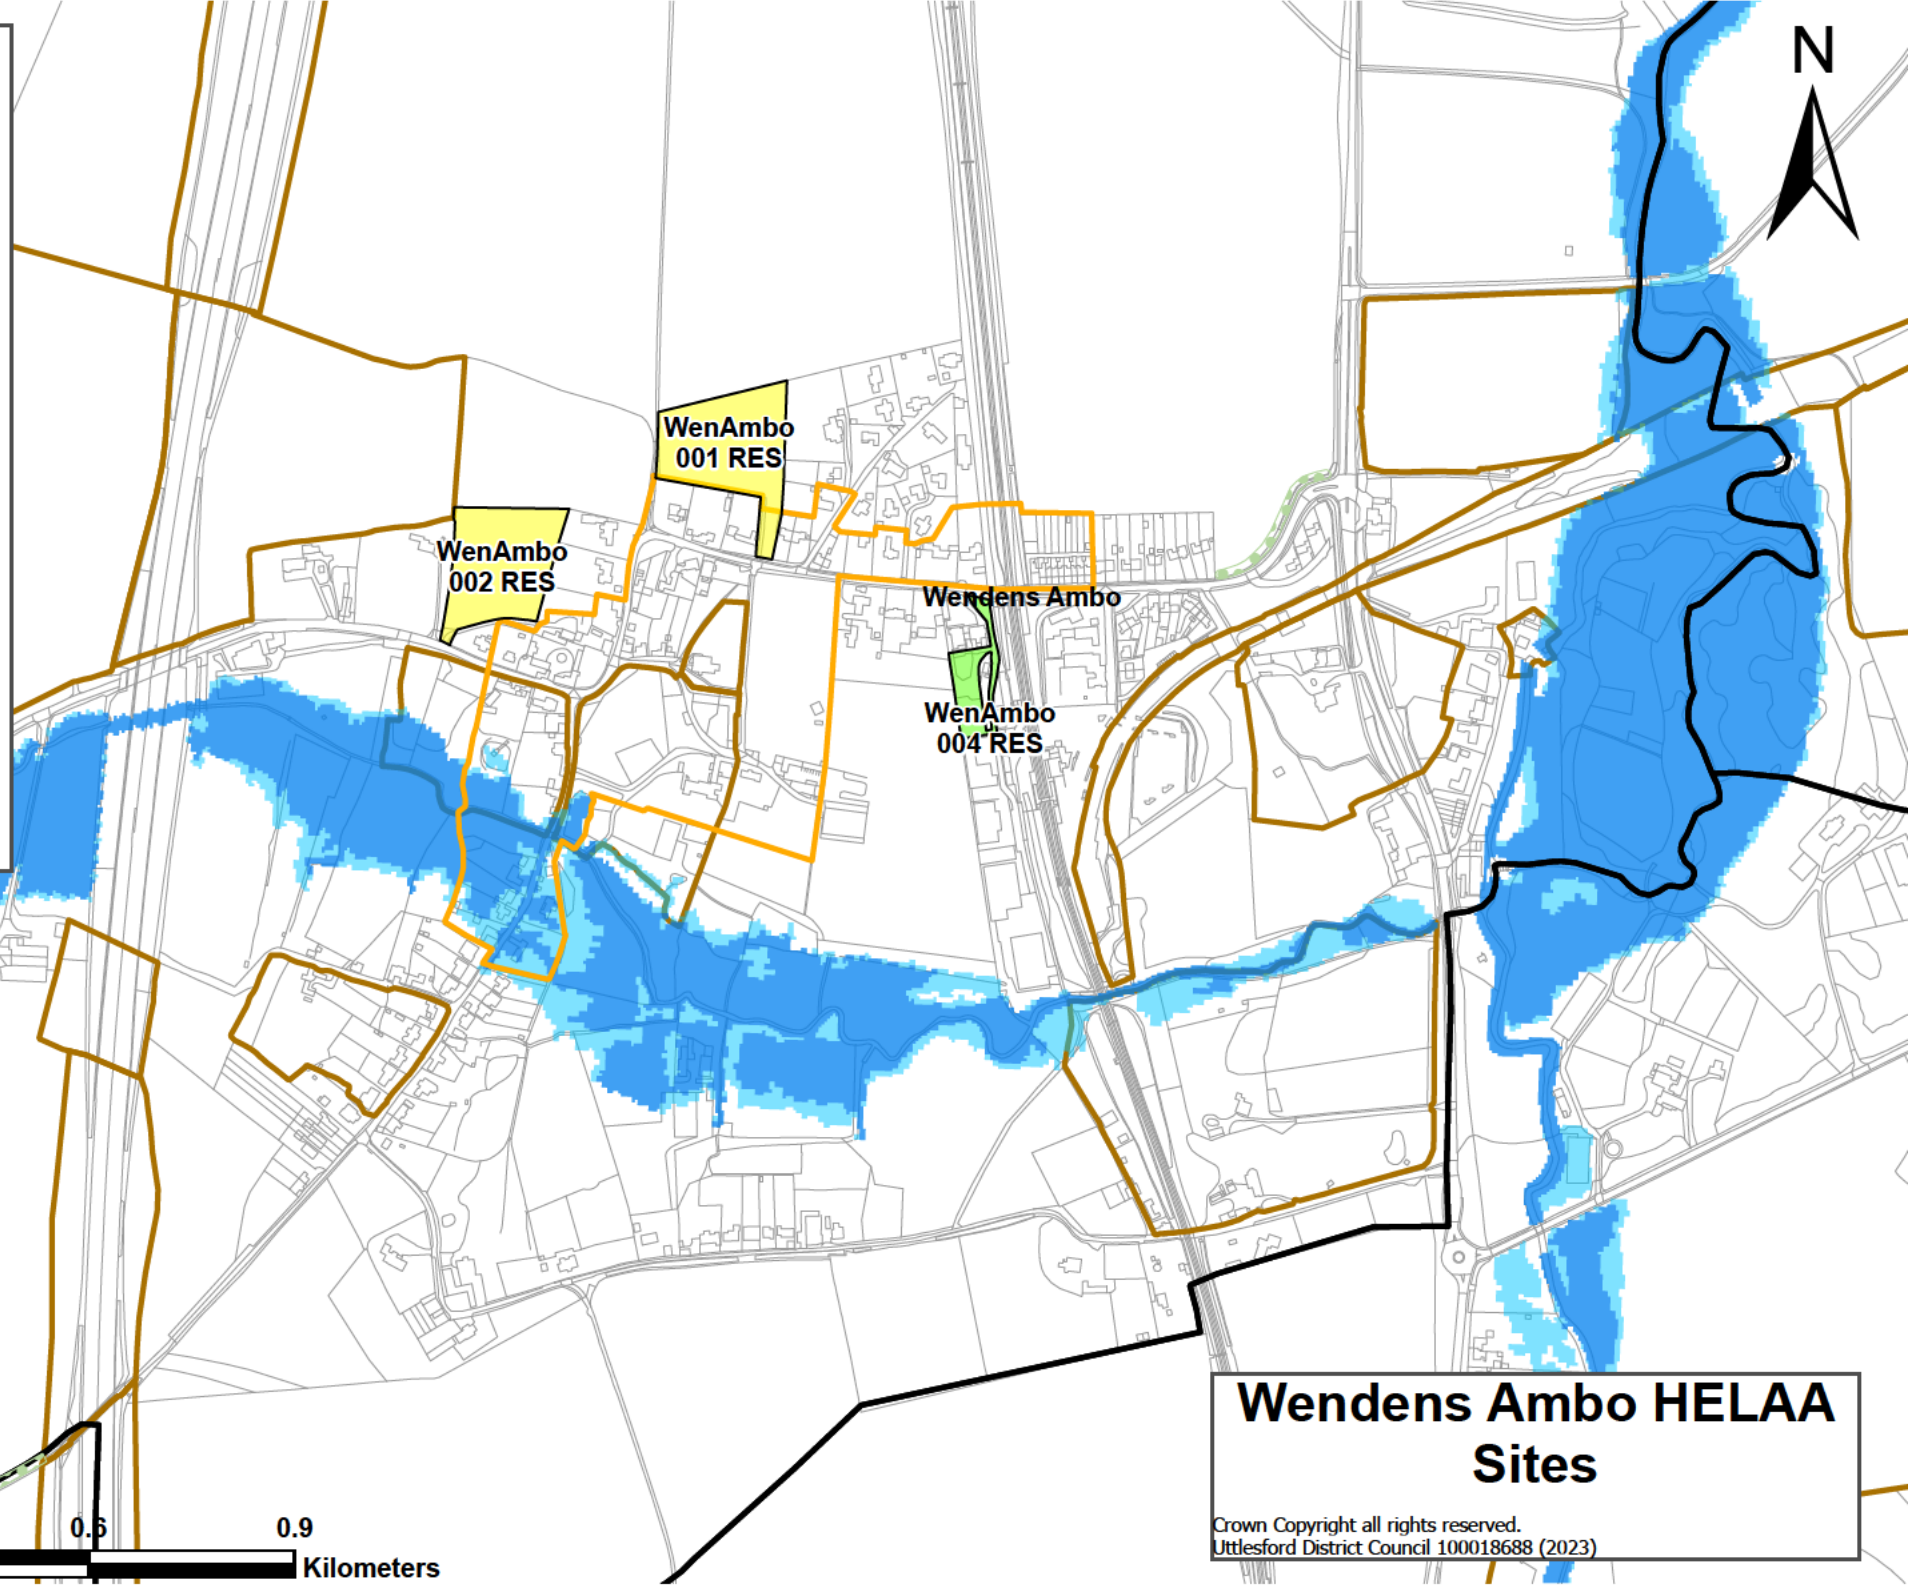 N
WenAmbo
001 RES
WenAmbo
002 RES
Wendens Ambo
WenAmbo
004 RES
Wendens Ambo HELAA
Sites
Crown Copyright all rights reserved.
Uttlesford District Council 100018688 (2023)
0.6 0.9
Kilometers